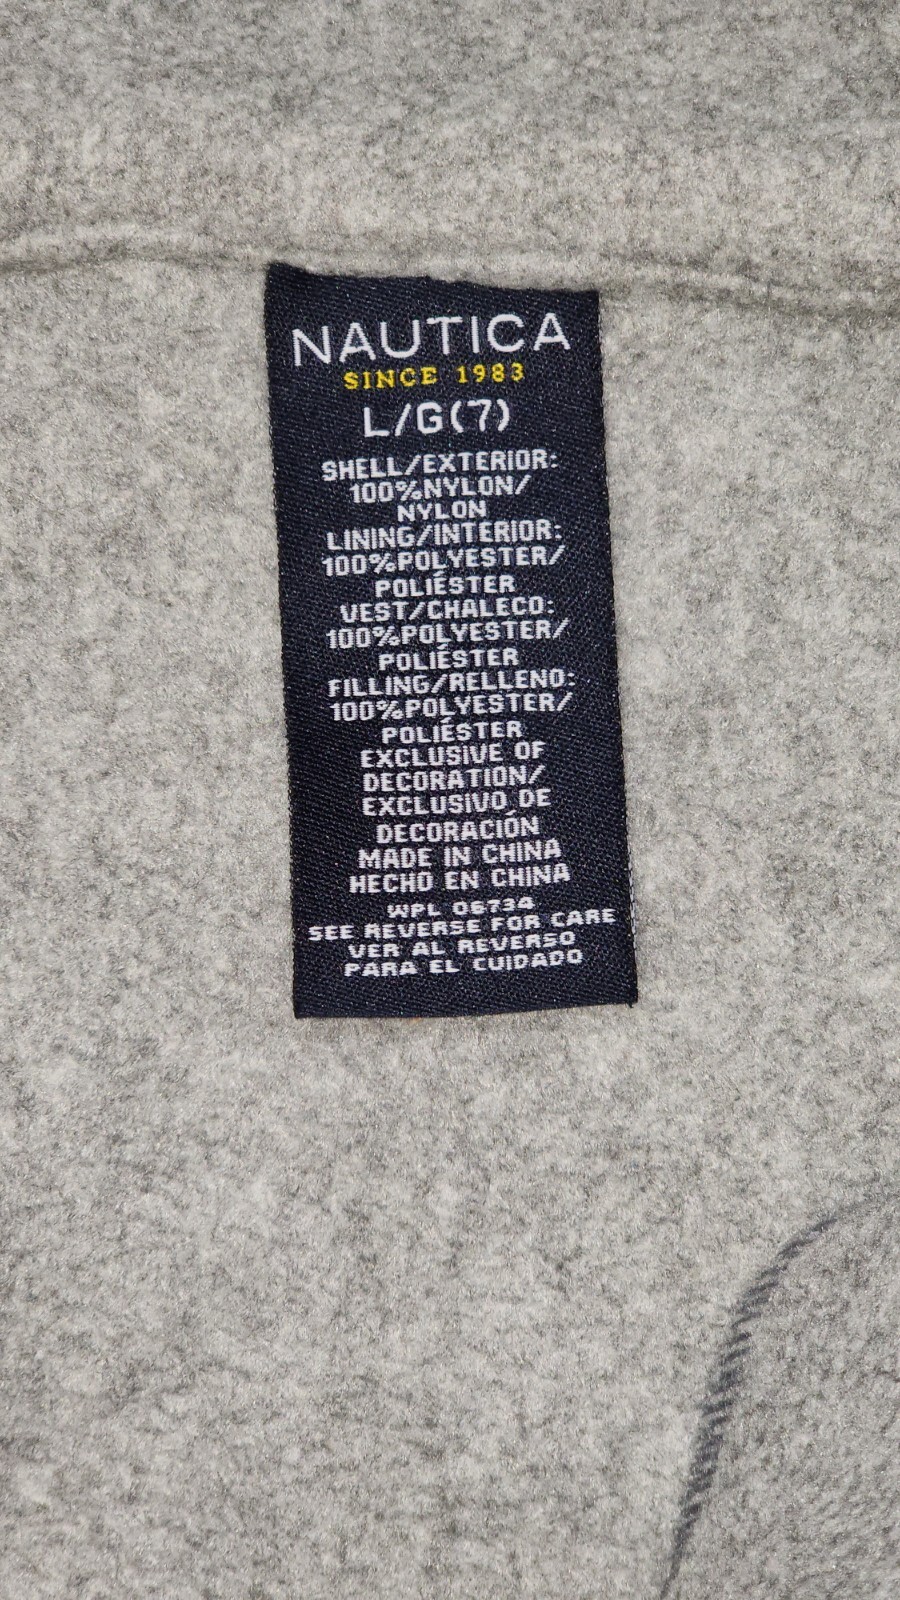 NAUTICA
SINCE 1983
L/G(7)
SHELL/EXTERIOR:
100%NYLON/
NYLON
LINING/INTERIOR:
100%POLYESTER/
POLIÉSTER
VEST/CHALECO:
100%POLYESTER/
POLIÉSTER
FILLING/RELLENO:
100%POLYESTER/
POLIÉSTER
EXCLUSIVE OF
DECORATION/
EXCLUSIVO DE
DECORACIÓN
MADE IN CHINA
HECHO EN CHINA
WPL 06734
SEE REVERSE FOR CARE
VER AL REVERSO
PARA EL CUIDADO